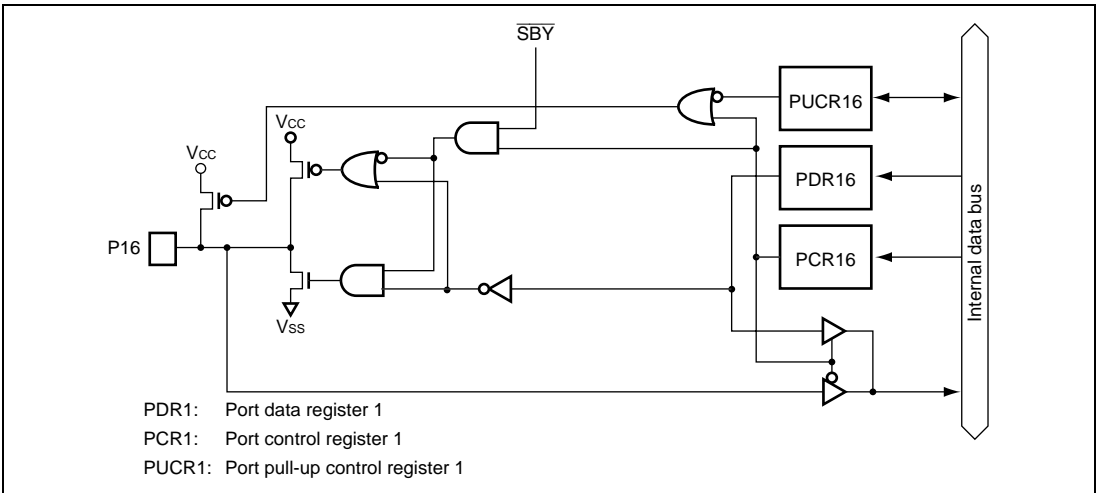 SBY
PUCR16
VCC
VCC
PDR16
P16
PCR16
VSS
Internal data bus
PDR1: Port data register 1
PCR1: Port control register 1
PUCR1: Port pull-up control register 1